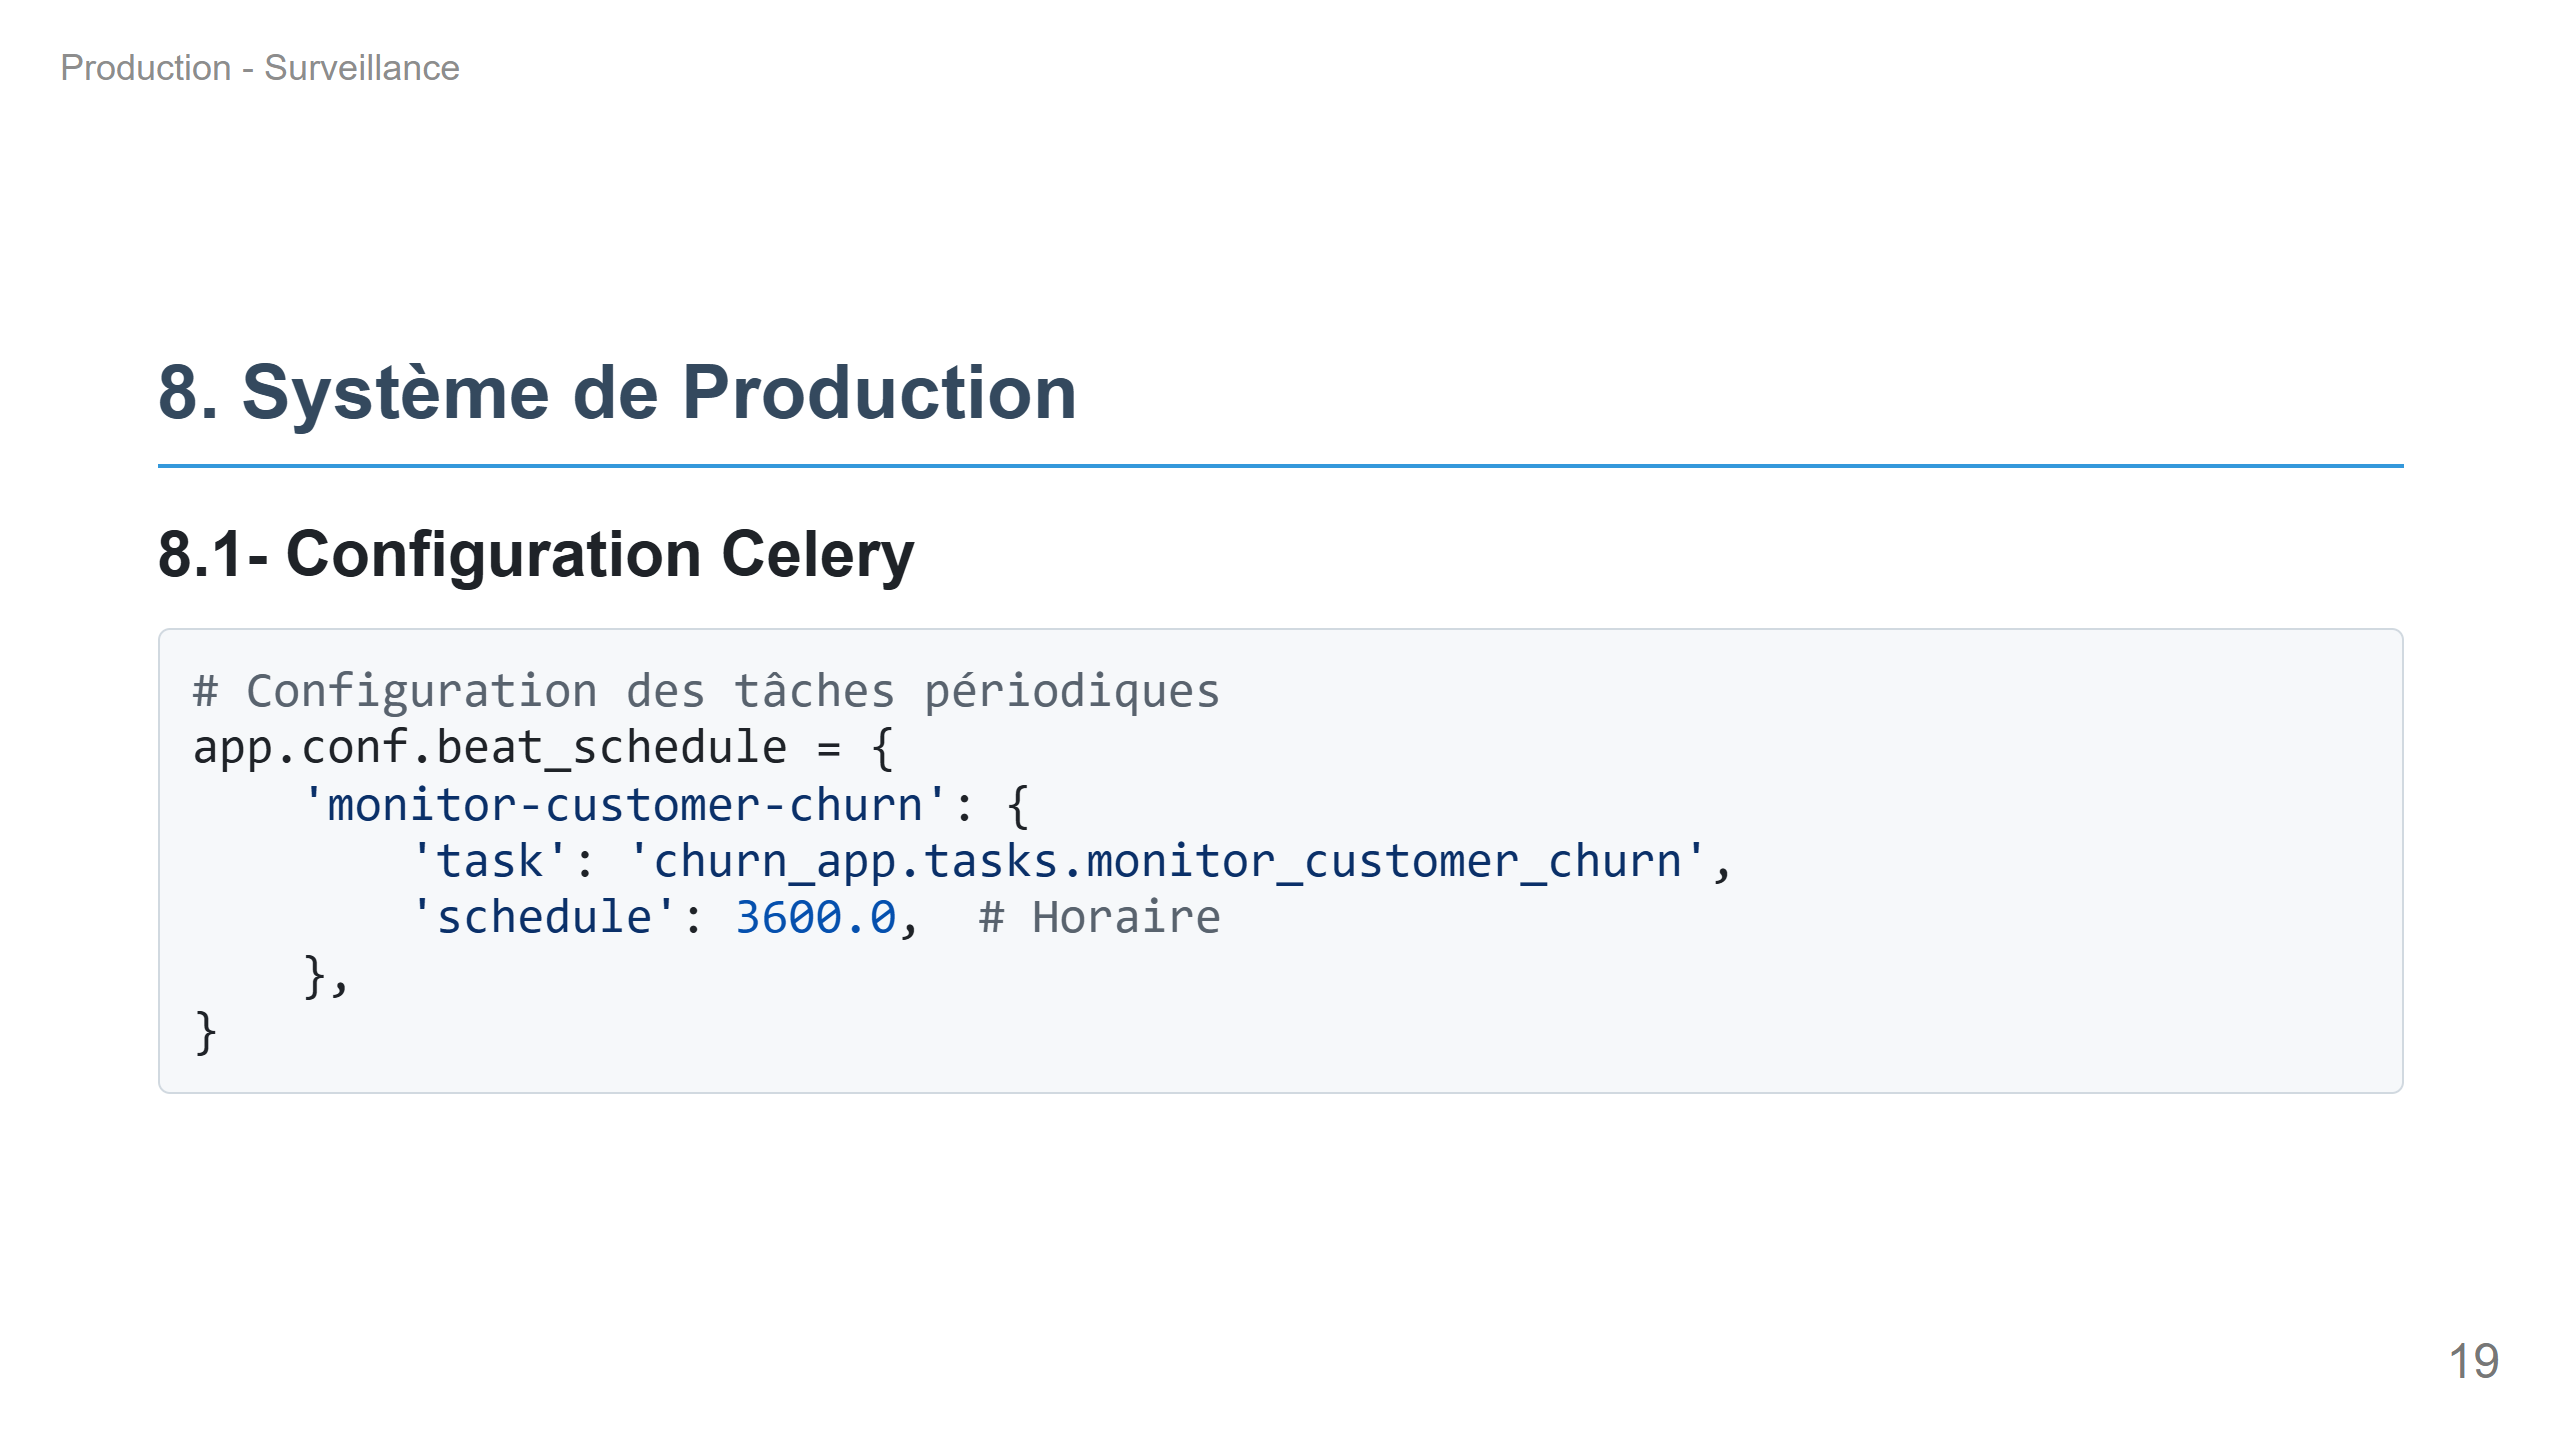 Production - Surveillance
8. Système de Production
8.1- Configuration Celery
# Configuration des tâches périodiques
app.conf.beat_schedule = {
    'monitor-customer-churn': {
        'task': 'churn_app.tasks.monitor_customer_churn',
        'schedule': 3600.0,  # Horaire
    },
}
19